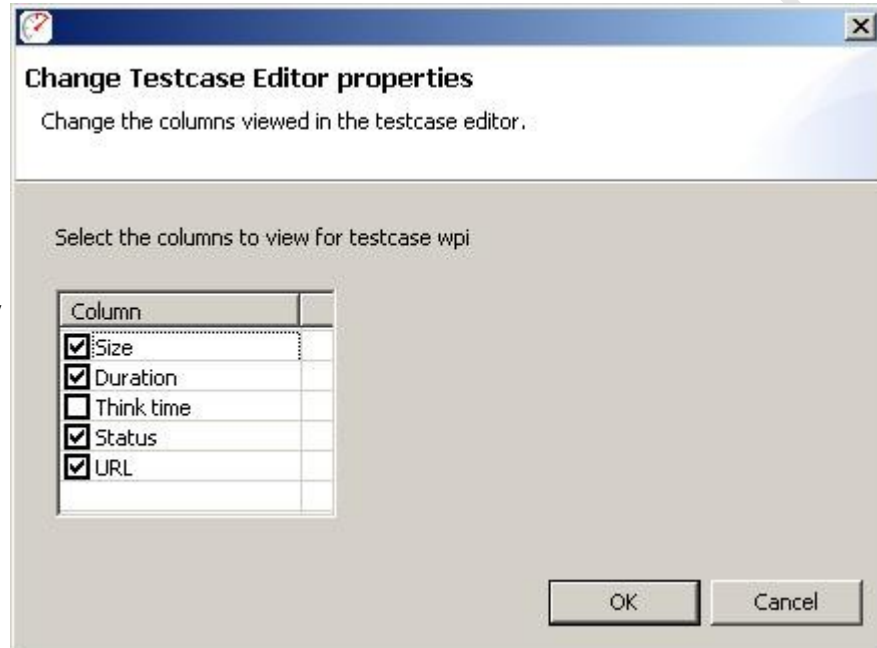 Change Testcase Editor properties
Change the columns viewed in the testcase editor.
Select the columns to view for testcase wpi
Column
Size
Duration
Think time
Status
URL
OK Cancel